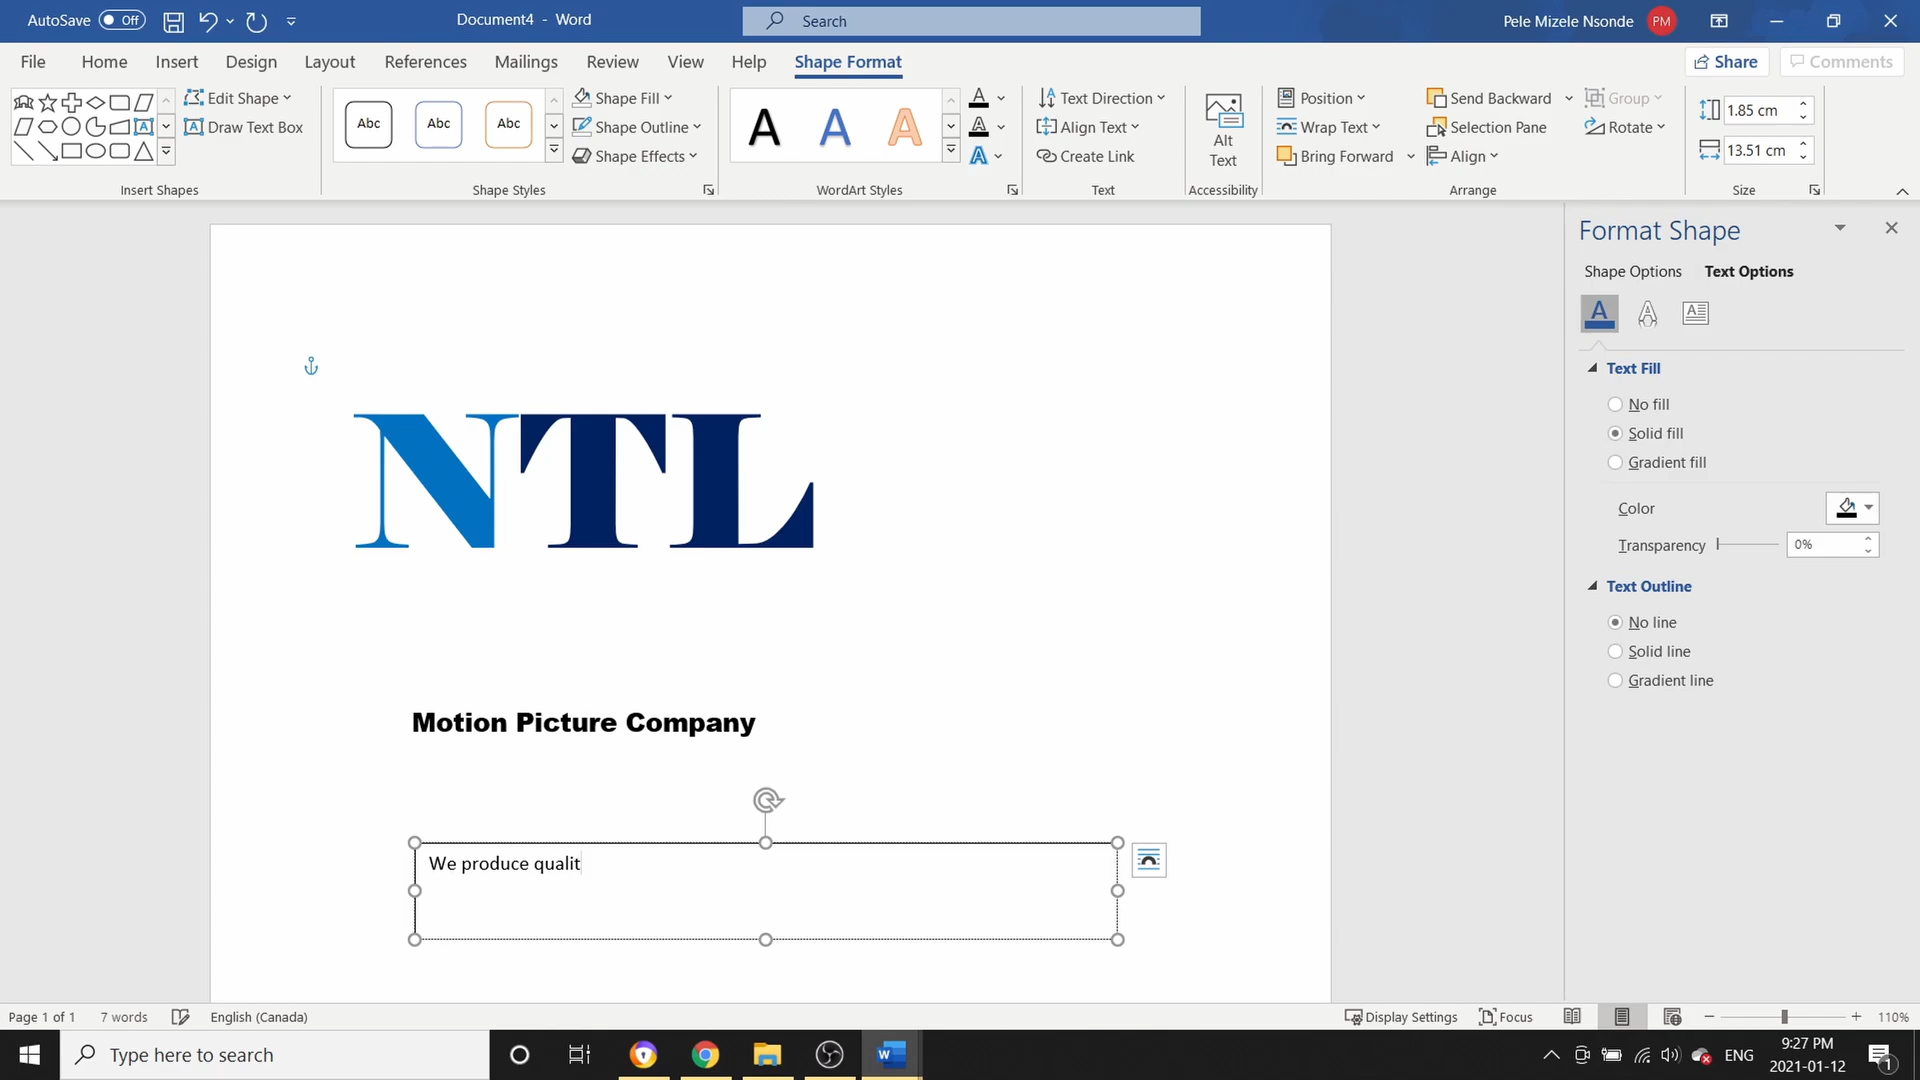 AutoSave Off
Document4 - Word
Search
Pele Mizele Nsonde PM
File Home Insert Design Layout References Mailings Review View Help Shape Format
Share Comments
Edit Shape
Draw Text Box
Insert Shapes
Abc Abc Abc
Shape Fill
Shape Outline
Shape Effects
Shape Styles
A A A
WordArt Styles
Text Direction
Align Text
Create Link
Text
Alt
Text
Accessibility
Position
Wrap Text
Bring Forward
Send Backward
Selection Pane
Align
Group
Rotate
Arrange
1.85 cm
13.51 cm
Size
NTL
Motion Picture Company
We produce qualit
Format Shape
Shape Options Text Options
Text Fill
No fill
Solid fill
Gradient fill
Color
Transparency 0%
Text Outline
No line
Solid line
Gradient line
Page 1 of 1 7 words English (Canada)
Display Settings Focus 110%
Type here to search
ENG
9:27 PM
2021-01-12
1